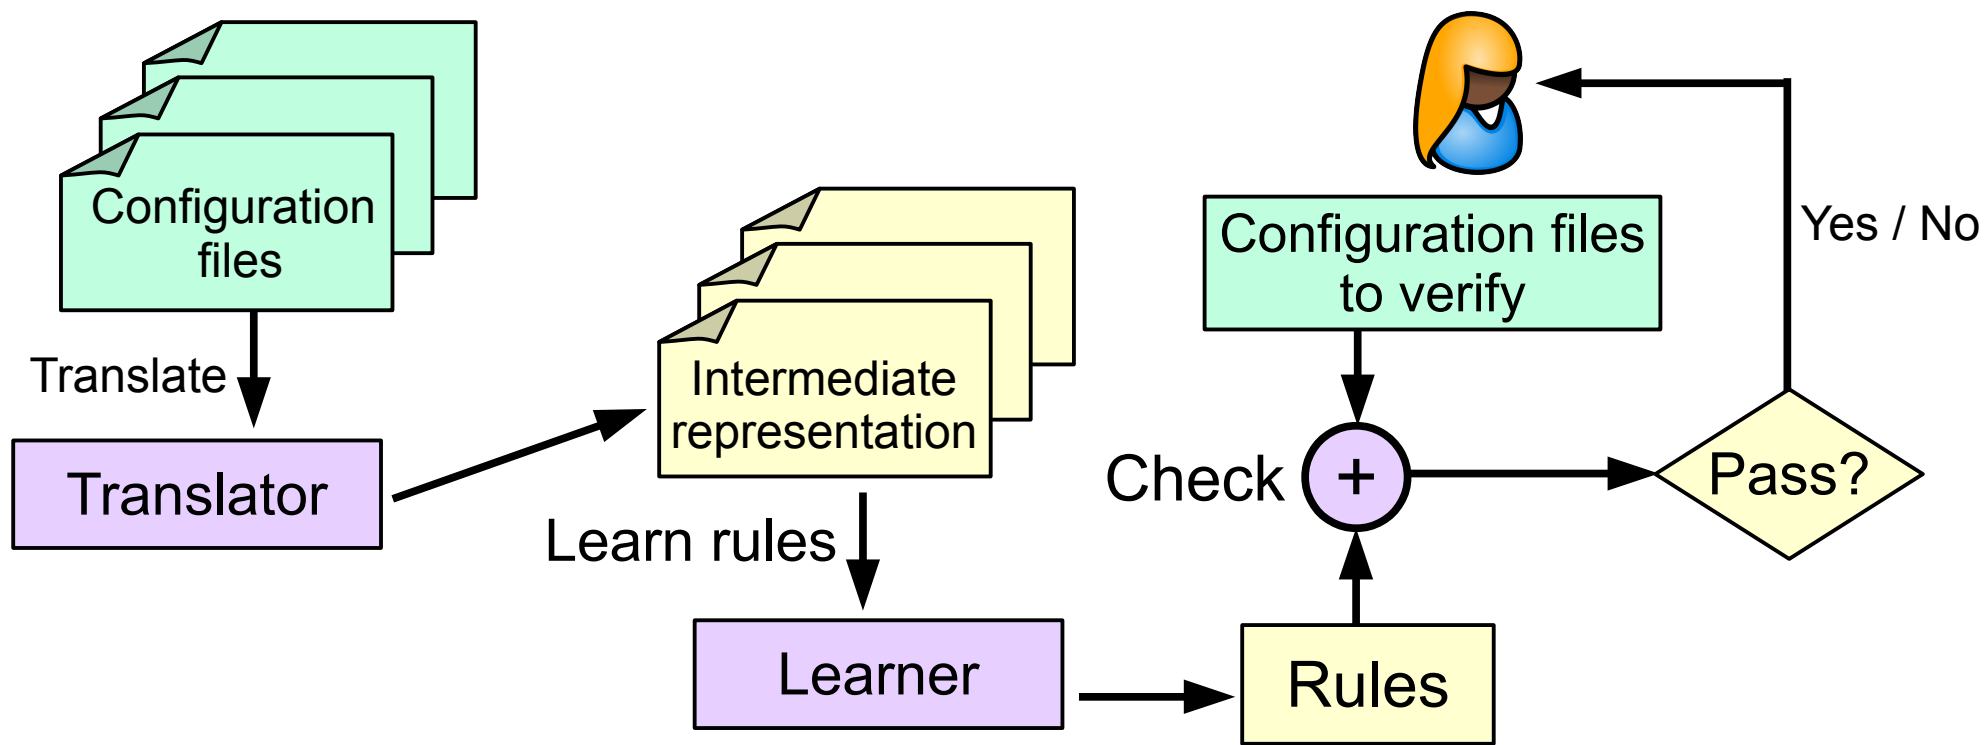 Configuration
files
Translate
Translator
Intermediate
representation
Learn rules
Learner
Configuration files
to verify
Yes / No
Check
+
Pass?
Rules